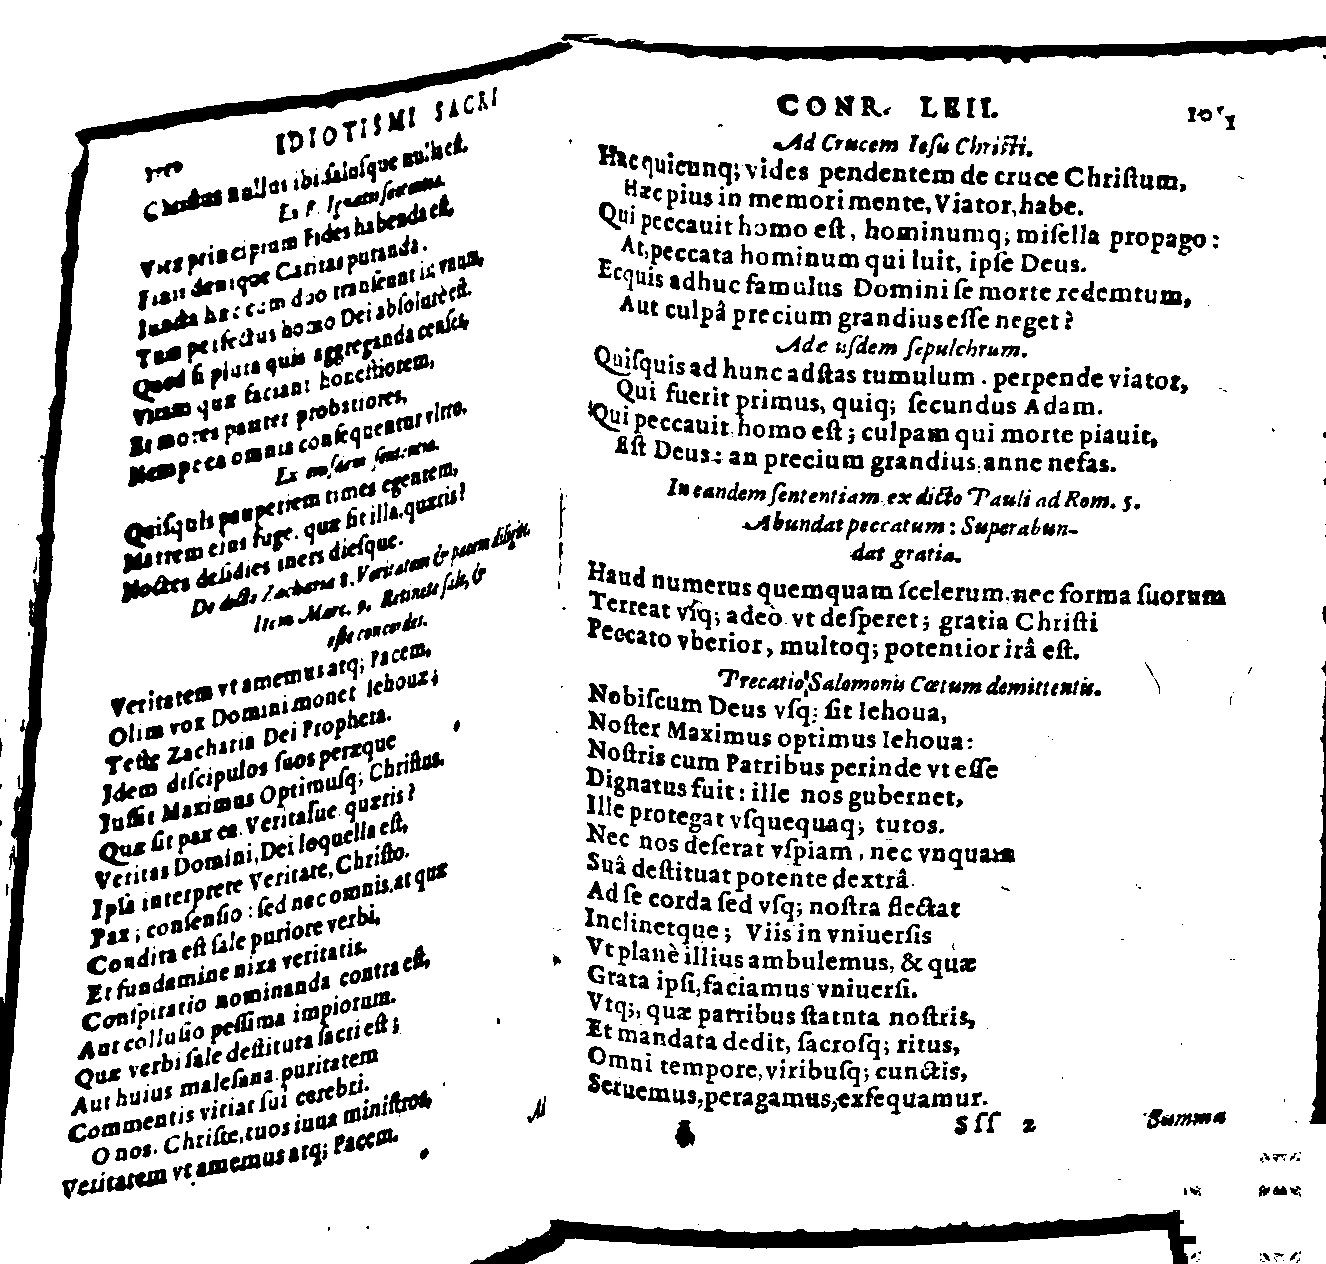 IDIOTISMI SACRI
Christus nullus ibi, salusque nulla est.
Ex P. Ignatii sententia.
Vitæ principium Fides habenda est,
Finis denique Caritas putanda.
Iuncta hæc cum duo transeunt in vnum,
Tum perfectus homo Dei absolutè est.
Quod si plura quis aggreganda censet,
Vitam quæ faciant honestiorem,
Et mores pariter probatiores,
Nempe ea omnia consequentur vltro.
Ex eiusdem sententia.
Quisquis pauperiem times egentem,
Matrem eius fuge. quæ sit illa, quæris?
Noctes desidies iners diesque.
De dicto Zachariæ 8. Veritatem & pacem diligite.
Item Marc. 9. Retinete sale, &
este concordes.
Veritatem vt amemus atq; Pacem,
Olim vox Domini monet Iehouæ;
Teste Zacharia Dei Propheta.
Idem discipulos suos peræque
Iussit Maximus Optimusq; Christus.
Quæ sit pax ea, Veritasue quæris?
Veritas Domini, Dei loquella est,
Ipsa interprete Veritate, Christo.
Pax; consensio: sed nec omnis, at quæ
Condita est sale puriore verbi,
Et fundamine nixa veritatis.
Conspiratio nominanda contra est,
Aut collusio pessima impiorum.
Quæ verbi sale destituta sacri est;
Aut huius malesana puritatem
Commentis vitiat sui cerebri.
O nos, Christe, tuos iuua ministros,
Veritatem vt amemus atq; Pacem.
CONR. LEII.
Ad Crucem Iesu Christi.
Hac quicunq; vides pendentem de cruce Christum,
Hæc pius in memori mente, Viator, habe.
Qui peccauit homo est, hominumq; misella propago:
At, peccata hominum qui luit, ipse Deus.
Ecquis adhuc famulus Domini se morte redemtum,
Aut culpâ precium grandius esse neget?
Ad eiusdem sepulchrum.
Quisquis ad hunc adstas tumulum. perpende viator,
Qui fuerit primus, quiq; secundus Adam.
Qui peccauit homo est; culpam qui morte piauit,
Est Deus: an precium grandius, anne nefas.
In eandem sententiam ex dicto Pauli ad Rom. 5.
Abundat peccatum: Superabun-
dat gratia.
Haud numerus quemquam scelerum, nec forma suorum
Terreat vsq; adeò vt desperet; gratia Christi
Peccato vberior, multoq; potentior irâ est.
Precatio Salomonis Cœtum demittentis.
Nobiscum Deus vsq; sit Iehoua,
Noster Maximus optimus Iehoua:
Nostris cum Patribus perinde vt esse
Dignatus fuit: ille nos gubernet,
Ille protegat vsquequaq; tutos.
Nec nos deserat vspiam, nec vnquam
Suâ destituat potente dextrâ.
Ad se corda sed vsq; nostra flectat
Inclinetque; Viis in vniuersis
Vt planè illius ambulemus, & quæ
Grata ipsi, faciamus vniuersi.
Vtq;, quæ patribus statuta nostris,
Et mandata dedit, sacrosq; ritus,
Omni tempore, viribusq; cunctis,
Seruemus, peragamus, exsequamur.
Sss 2 Summa